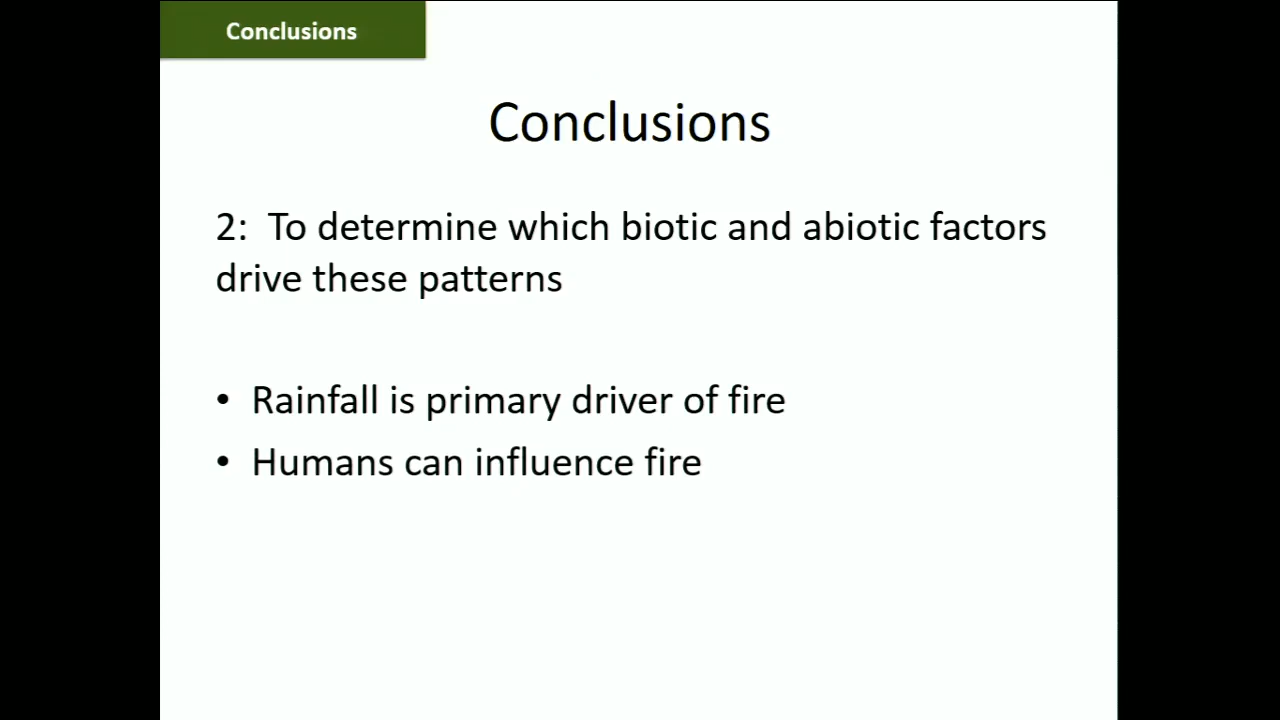 Conclusions
Conclusions
2:  To determine which biotic and abiotic factors
drive these patterns
• Rainfall is primary driver of fire
• Humans can influence fire